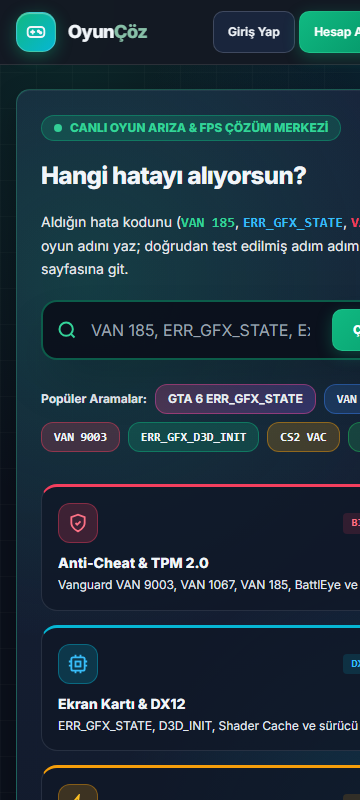 OyunÇöz
Giriş Yap
Hesap
CANLI OYUN ARIZA & FPS ÇÖZÜM MERKEZİ
Hangi hatayı alıyorsun?
Aldığın hata kodunu (VAN 185, ERR_GFX_STATE,
oyun adını yaz; doğrudan test edilmiş adım adım
sayfasına git.
VAN 185, ERR_GFX_STATE,
Popüler Aramalar:
GTA 6 ERR_GFX_STATE
VAN
VAN 9003
ERR_GFX_D3D_INIT
CS2 VAC
Anti-Cheat & TPM 2.0
Vanguard VAN 9003, VAN 1067, VAN 185, BattlEye ve
Ekran Kartı & DX12
ERR_GFX_STATE, D3D_INIT, Shader Cache ve sürücü